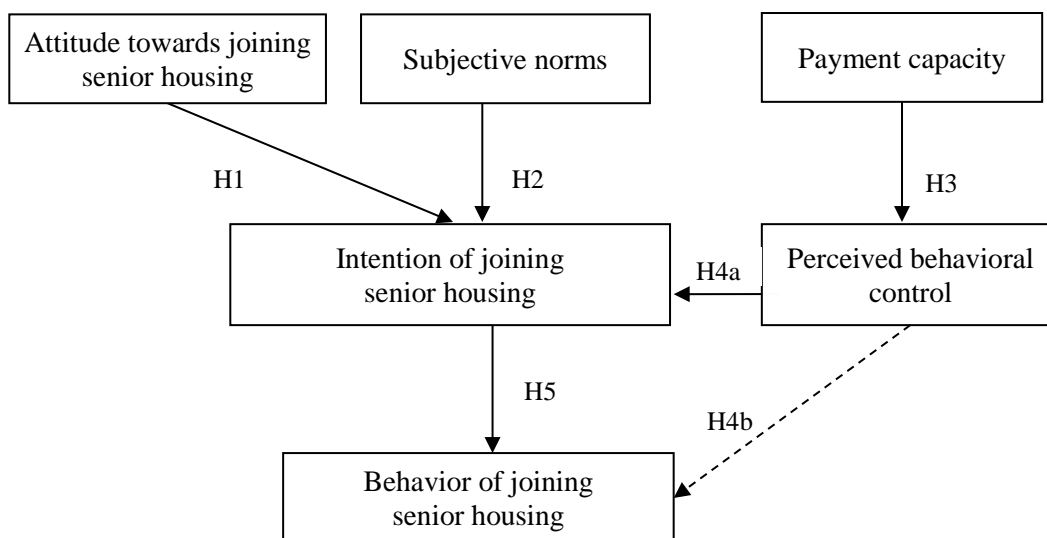 Attitude towards joining
senior housing
Subjective norms
Payment capacity
H1
H2
H3
Intention of joining
senior housing
H4a
Perceived behavioral
control
H5
H4b
Behavior of joining
senior housing